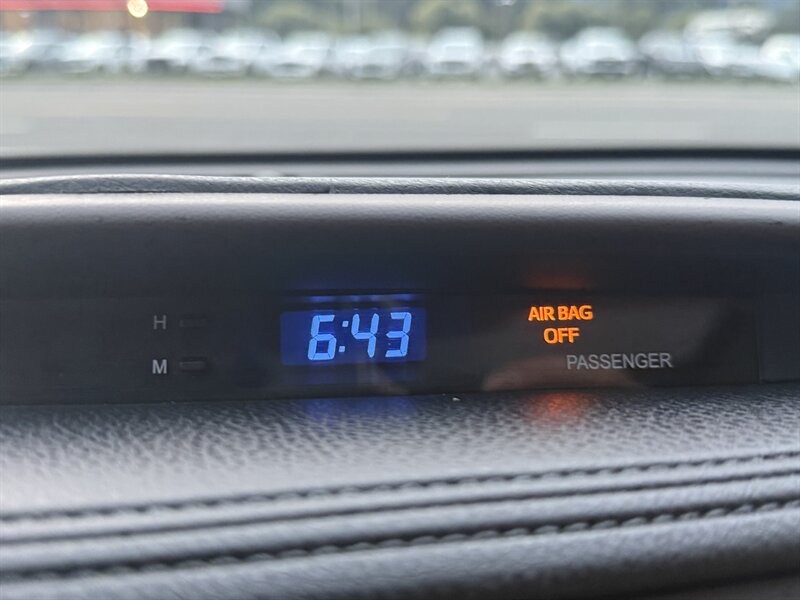 H
M
6:43
AIR BAG
OFF
PASSENGER